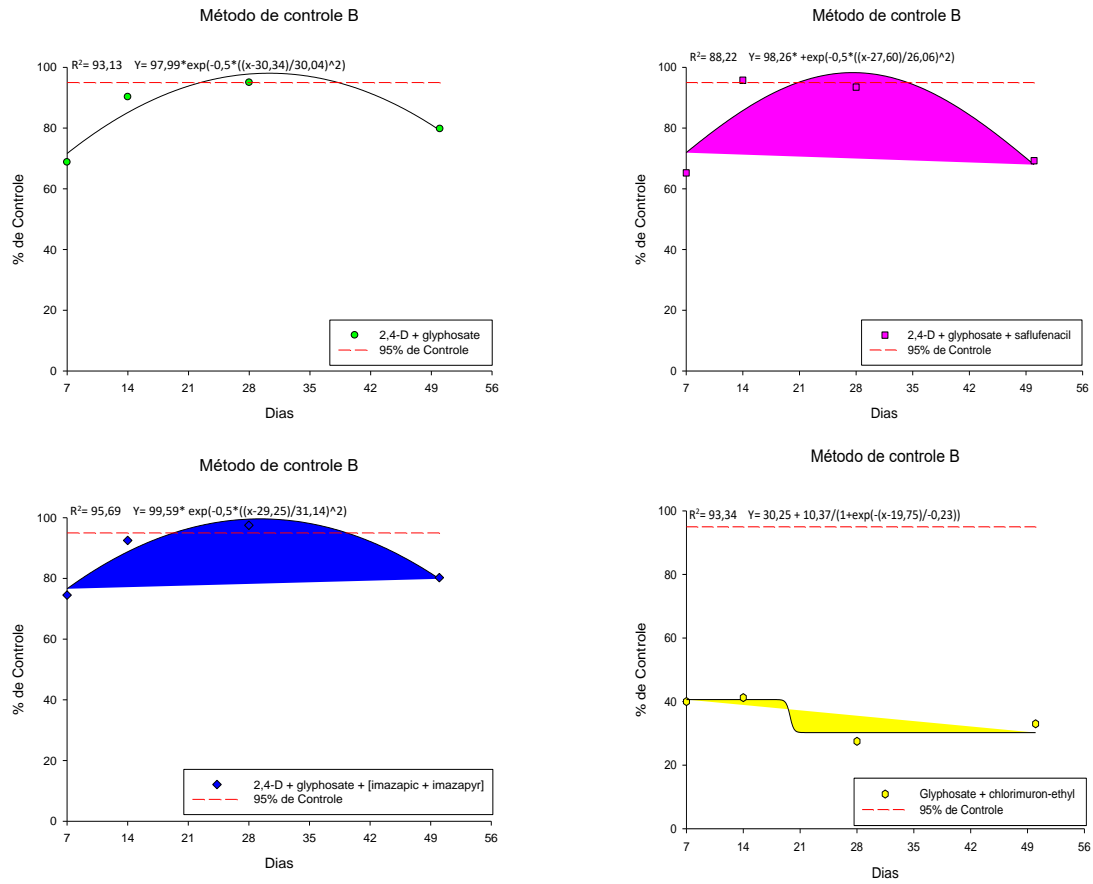 Método de controle B
R²= 93,13 Y= 97,99*exp(-0,5*((x-30,34)/30,04)^2)
% de Controle
100
80
60
40
20
0
7 14 21 28 35 42 49 56
Dias
2,4-D + glyphosate
95% de Controle
Método de controle B
R²= 88,22 Y= 98,26* +exp(-0,5*((x-27,60)/26,06)^2)
% de Controle
100
80
60
40
20
0
7 14 21 28 35 42 49 56
Dias
2,4-D + glyphosate + saflufenacil
95% de Controle
Método de controle B
R²= 95,69 Y= 99,59* exp(-0,5*((x-29,25)/31,14)^2)
% de Controle
100
80
60
40
20
0
7 14 21 28 35 42 49 56
Dias
2,4-D + glyphosate + [imazapic + imazapyr]
95% de Controle
Método de controle B
R²= 93,34 Y= 30,25 + 10,37/(1+exp(-(x-19,75)/-0,23))
% de Controle
100
80
60
40
20
0
7 14 21 28 35 42 49 56
Dias
Glyphosate + chlorimuron-ethyl
95% de Controle